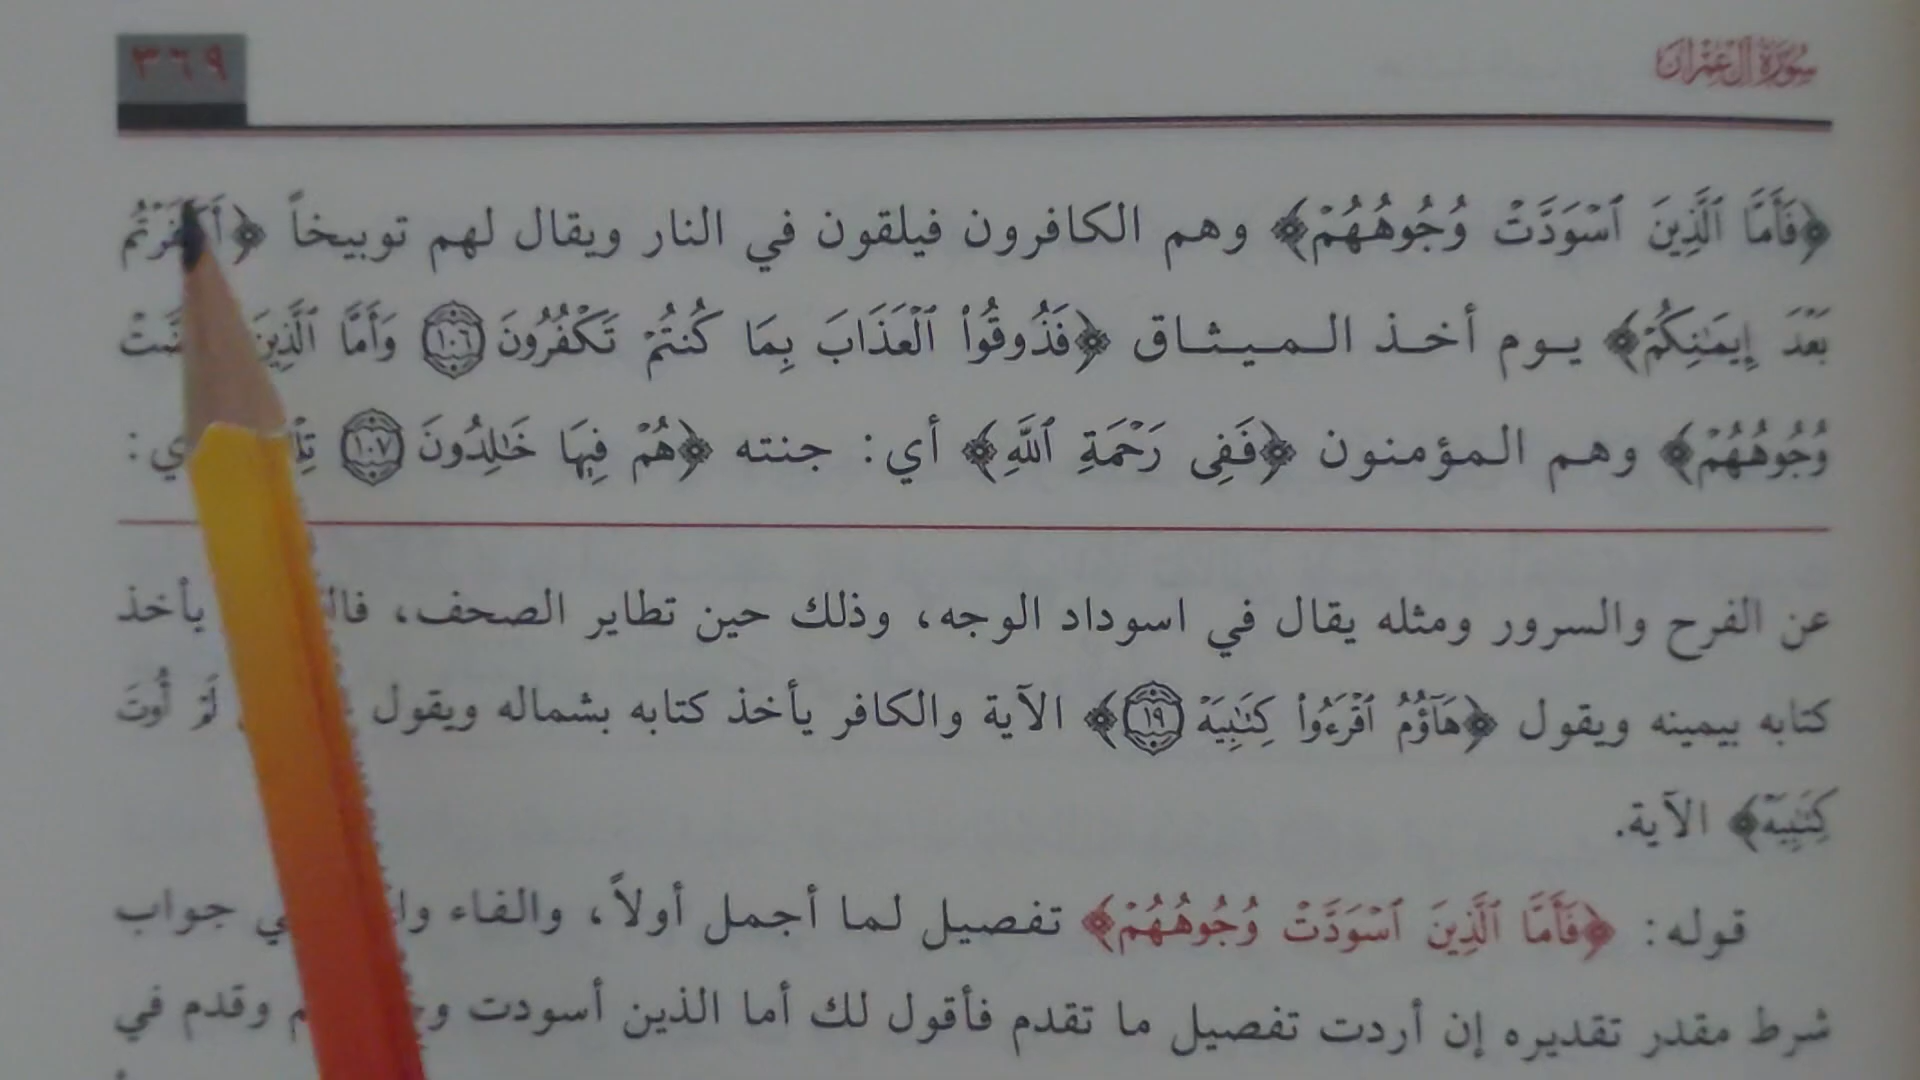 سُورَةُ آلِ عِمْرَان
٣٦٩
﴿فَأَمَّا ٱلَّذِينَ ٱسْوَدَّتْ وُجُوهُهُمْ﴾ وهم الكافرون فيلقون في النار ويقال لهم توبيخاً ﴿أَكَفَرْتُم
بَعْدَ إِيمَٰنِكُمْ﴾ يوم أخذ الميثاق ﴿فَذُوقُوا۟ ٱلْعَذَابَ بِمَا كُنتُمْ تَكْفُرُونَ ١٠٦ وَأَمَّا ٱلَّذِينَ
وُجُوهُهُمْ﴾ وهم المؤمنون ﴿فَفِى رَحْمَةِ ٱللَّهِ﴾ أي: جنته ﴿هُمْ فِيهَا خَٰلِدُونَ ١٠٧
عن الفرح والسرور ومثله يقال في اسوداد الوجه، وذلك حين تطاير الصحف، يأخذ
كتابه بيمينه ويقول ﴿هَآؤُمُ ٱقْرَءُوا۟ كِتَٰبِيَهْ ١٩﴾ الآية والكافر يأخذ كتابه بشماله ويقول لَمْ أُوتَ
كِتَٰبِيَهْ﴾ الآية.
قوله: ﴿فَأَمَّا ٱلَّذِينَ ٱسْوَدَّتْ وُجُوهُهُمْ﴾ تفصيل لما أجمل أولاً، والفاء جواب
شرط مقدر تقديره إن أردت تفصيل ما تقدم فأقول لك أما الذين أسودت وقدم في